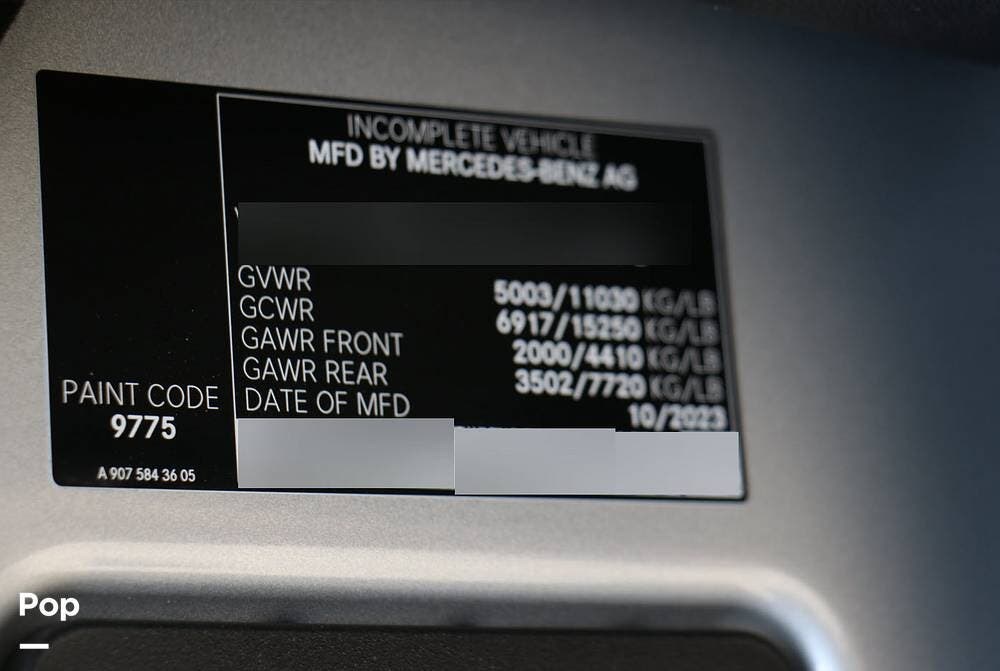 INCOMPLETE VEHICLE
MFD BY MERCEDES-BENZ AG
GVWR 5003/11030 KG/LB
GCWR 6917/15250 KG/LB
GAWR FRONT 2000/4410 KG/LB
GAWR REAR 3502/7720 KG/LB
DATE OF MFD 10/2023
PAINT CODE
9775
A 907 584 36 05
Pop